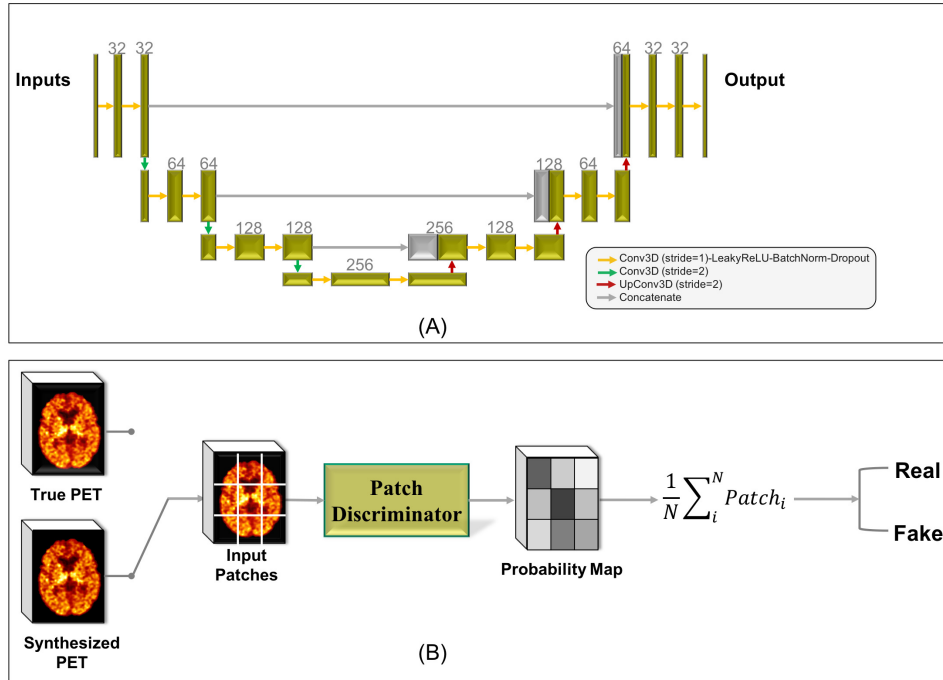 32 32
64 32 32
Inputs
Output
64 64
128 64
128 128
256 128
256
Conv3D (stride=1)-LeakyReLU-BatchNorm-Dropout
Conv3D (stride=2)
UpConv3D (stride=2)
Concatenate
(A)
True PET
Synthesized
PET
Input
Patches
Patch
Discriminator
Probability Map
1/N ∑_i^N Patch_i
Real
Fake
(B)